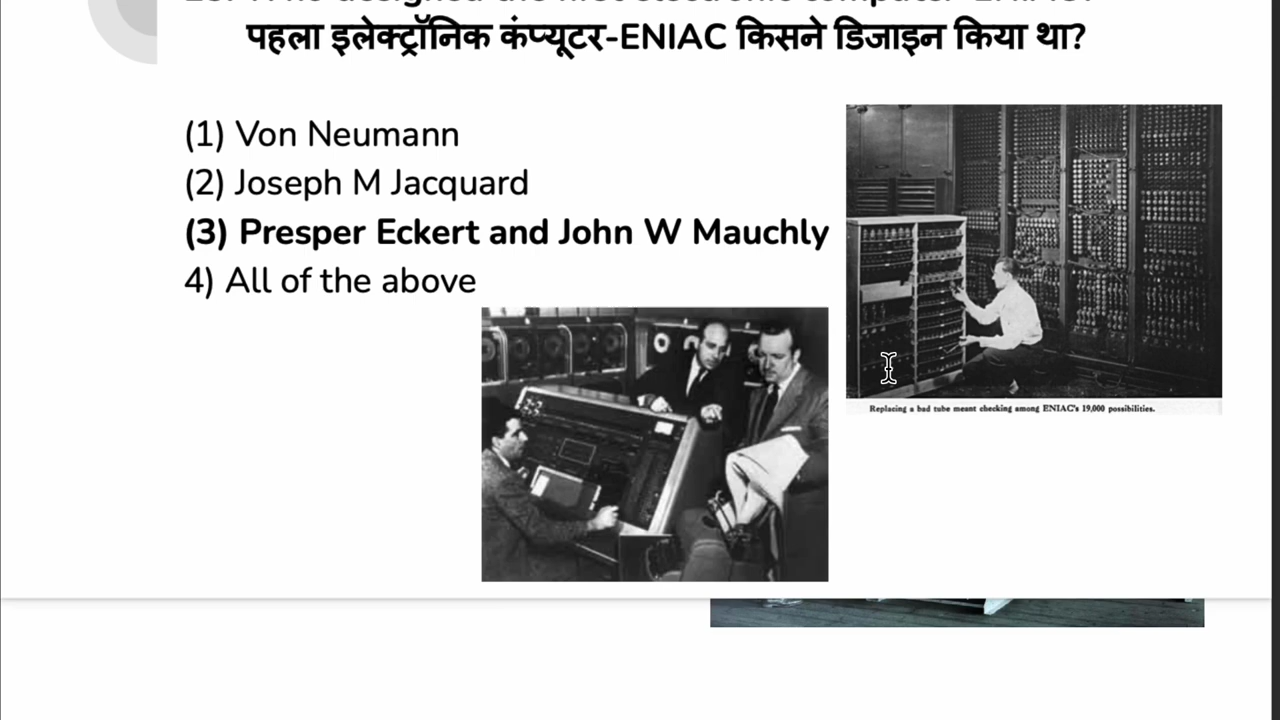 पहला इलेक्ट्रॉनिक कंप्यूटर-ENIAC किसने डिजाइन किया था?
(1) Von Neumann
(2) Joseph M Jacquard
(3) Presper Eckert and John W Mauchly
4) All of the above
Replacing a bad tube meant checking among ENIAC's 19,000 possibilities.